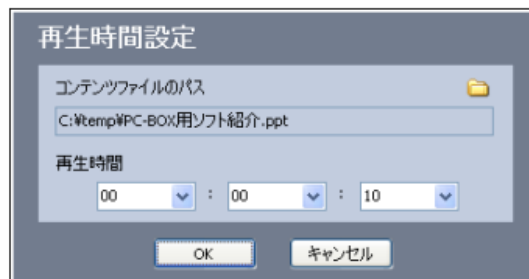 再生時間設定
コンテンツファイルのパス
C:¥temp¥PC-BOX用ソフト紹介.ppt
再生時間
00 : 00 : 10
OK キャンセル